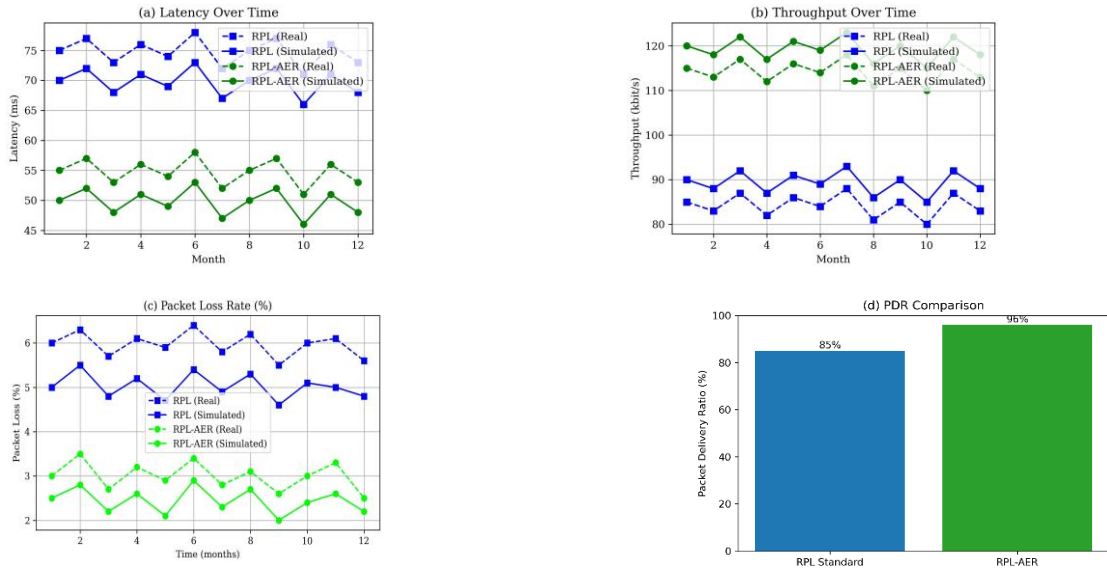 (a) Latency Over Time
75
70
65
60
55
50
45
Latency (ms)
RPL (Real)
RPL (Simulated)
RPL-AER (Real)
RPL-AER (Simulated)
2 4 6 8 10 12
Month
(b) Throughput Over Time
120
110
100
90
80
Throughput (kbit/s)
RPL (Real)
RPL (Simulated)
RPL-AER (Real)
RPL-AER (Simulated)
2 4 6 8 10 12
Month
(c) Packet Loss Rate (%)
6
5
4
3
2
Packet Loss (%)
RPL (Real)
RPL (Simulated)
RPL-AER (Real)
RPL-AER (Simulated)
2 4 6 8 10 12
Time (months)
(d) PDR Comparison
100
80
60
40
20
0
Packet Delivery Ratio (%)
85%
96%
RPL Standard
RPL-AER